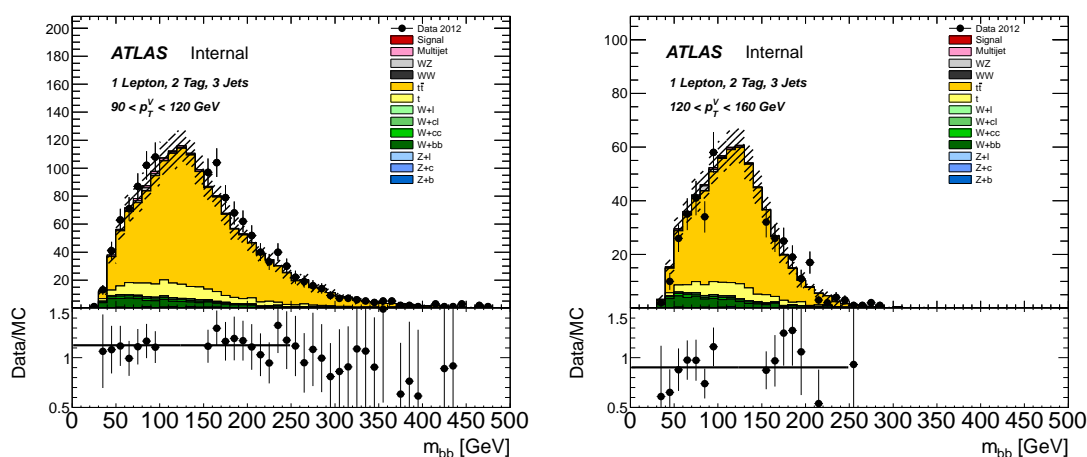 200
180
160
140
120
100
80
60
40
20
ATLAS Internal
1 Lepton, 2 Tag, 3 Jets
90 < p_T^V < 120 GeV
Data 2012
Signal
Multijet
WZ
WW
tt̄
t
W+l
W+cl
W+cc
W+bb
Z+l
Z+c
Z+b
Data/MC
1.5
1
0.5
0 50 100 150 200 250 300 350 400 450 500
m_bb [GeV]
100
80
60
40
20
ATLAS Internal
1 Lepton, 2 Tag, 3 Jets
120 < p_T^V < 160 GeV
Data 2012
Signal
Multijet
WZ
WW
tt̄
t
W+l
W+cl
W+cc
W+bb
Z+l
Z+c
Z+b
Data/MC
1.5
1
0.5
0 50 100 150 200 250 300 350 400 450 500
m_bb [GeV]